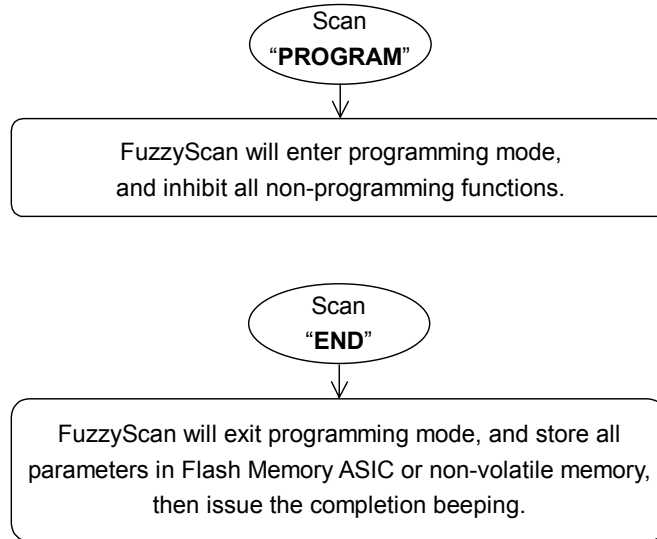 Scan
“PROGRAM”
FuzzyScan will enter programming mode,
and inhibit all non-programming functions.
Scan
“END”
FuzzyScan will exit programming mode, and store all
parameters in Flash Memory ASIC or non-volatile memory,
then issue the completion beeping.